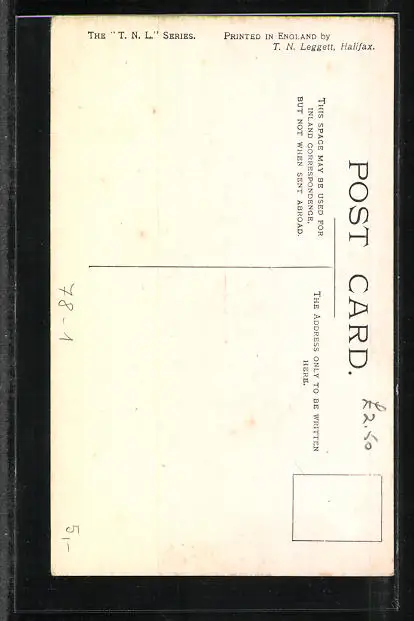 The "T. N. L." Series.
Printed in England by
T. N. Leggett, Halifax.
POST CARD.
This space may be used for
inland correspondence,
but not when sent abroad.
The Address only to be written
here.
£2.50
78-1
51-